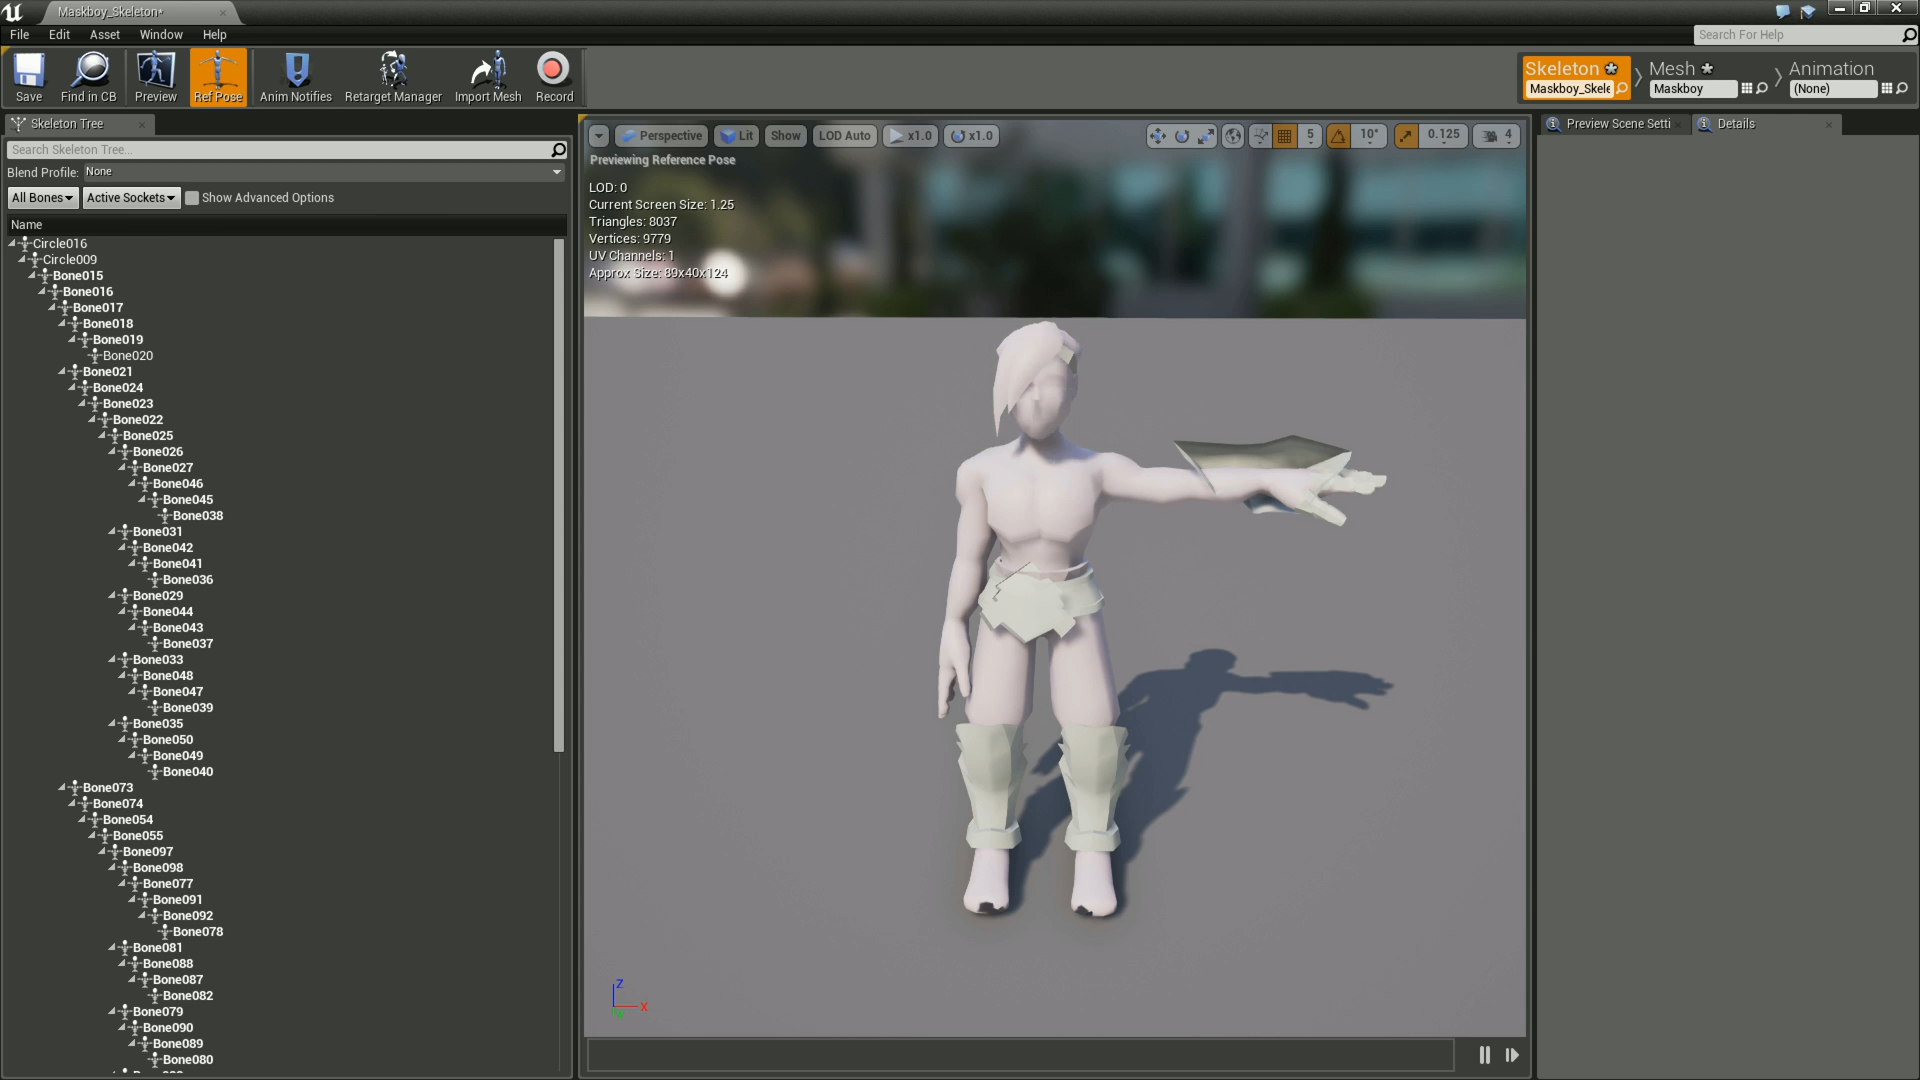 Maskboy_Skeleton*
File Edit Asset Window Help
Search For Help
Save Find in CB Preview Ref Pose Anim Notifies Retarget Manager Import Mesh Record
Skeleton Mesh Animation
Maskboy_Skele Maskboy (None)
Skeleton Tree
Search Skeleton Tree...
Blend Profile: None
All Bones Active Sockets Show Advanced Options
Name
Circle016
Circle009
Bone015
Bone016
Bone017
Bone018
Bone019
Bone020
Bone021
Bone024
Bone023
Bone022
Bone025
Bone026
Bone027
Bone046
Bone045
Bone038
Bone031
Bone042
Bone041
Bone036
Bone029
Bone044
Bone043
Bone037
Bone033
Bone048
Bone047
Bone039
Bone035
Bone050
Bone049
Bone040
Bone073
Bone074
Bone054
Bone055
Bone097
Bone098
Bone077
Bone091
Bone092
Bone078
Bone081
Bone088
Bone087
Bone082
Bone079
Bone090
Bone089
Bone080
Perspective Lit Show LOD Auto x1.0 x1.0 5 10° 0.125 4
Previewing Reference Pose
LOD: 0
Current Screen Size: 1.25
Triangles: 8037
Vertices: 9779
UV Channels: 1
Approx Size: 89x40x124
Z
X
Preview Scene Setti Details